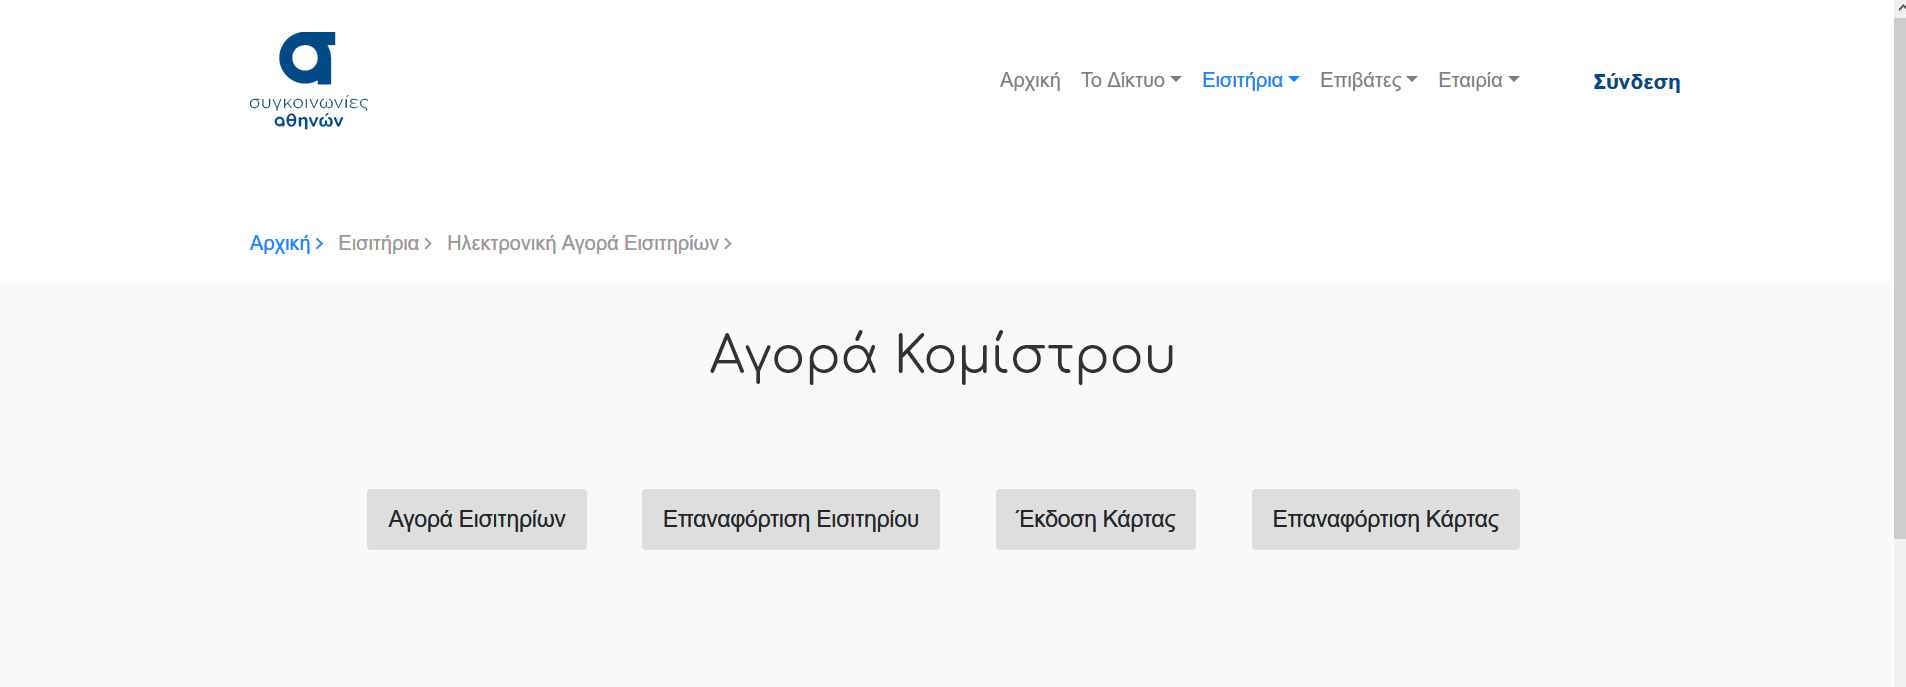 συγκοινωνίες
αθηνών
Αρχική Το Δίκτυο Εισιτήρια Επιβάτες Εταιρία Σύνδεση
Αρχική > Εισιτήρια > Ηλεκτρονική Αγορά Εισιτηρίων >
Αγορά Κομίστρου
Αγορά Εισιτηρίων Επαναφόρτιση Εισιτηρίου Έκδοση Κάρτας Επαναφόρτιση Κάρτας